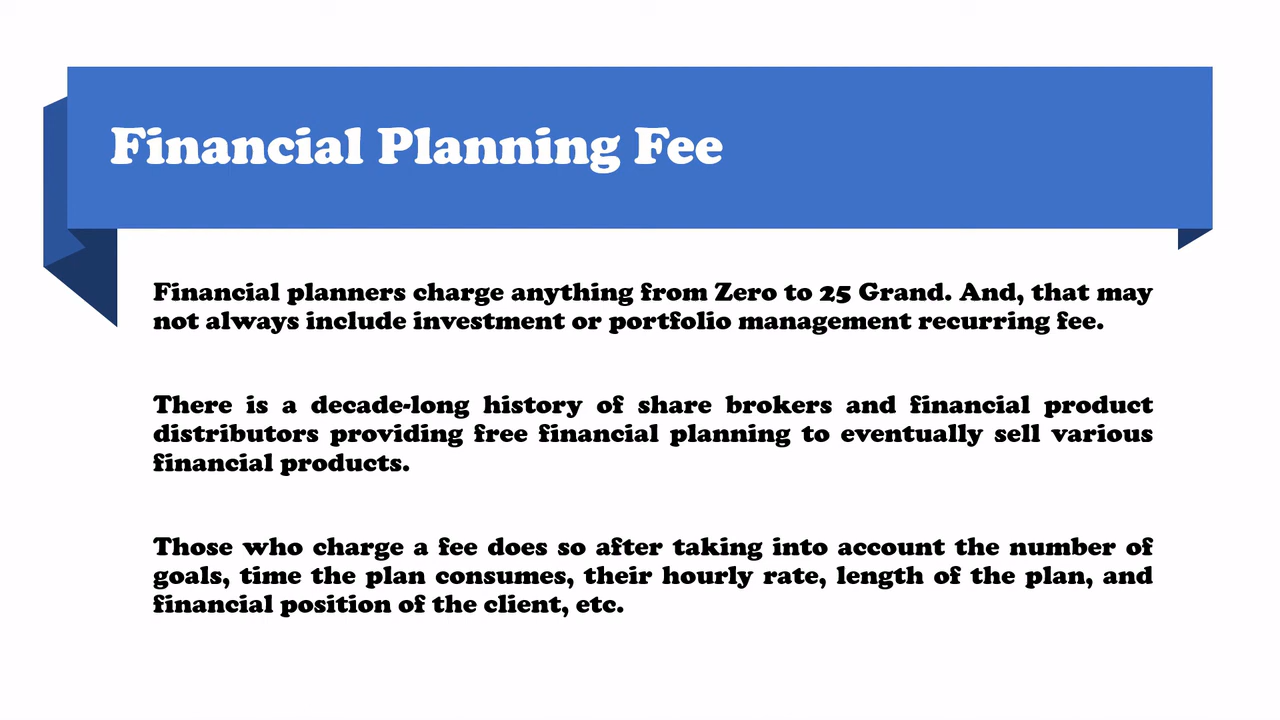 Financial Planning Fee
Financial planners charge anything from Zero to 25 Grand. And, that may
not always include investment or portfolio management recurring fee.
There is a decade-long history of share brokers and financial product
distributors providing free financial planning to eventually sell various
financial products.
Those who charge a fee does so after taking into account the number of
goals, time the plan consumes, their hourly rate, length of the plan, and
financial position of the client, etc.